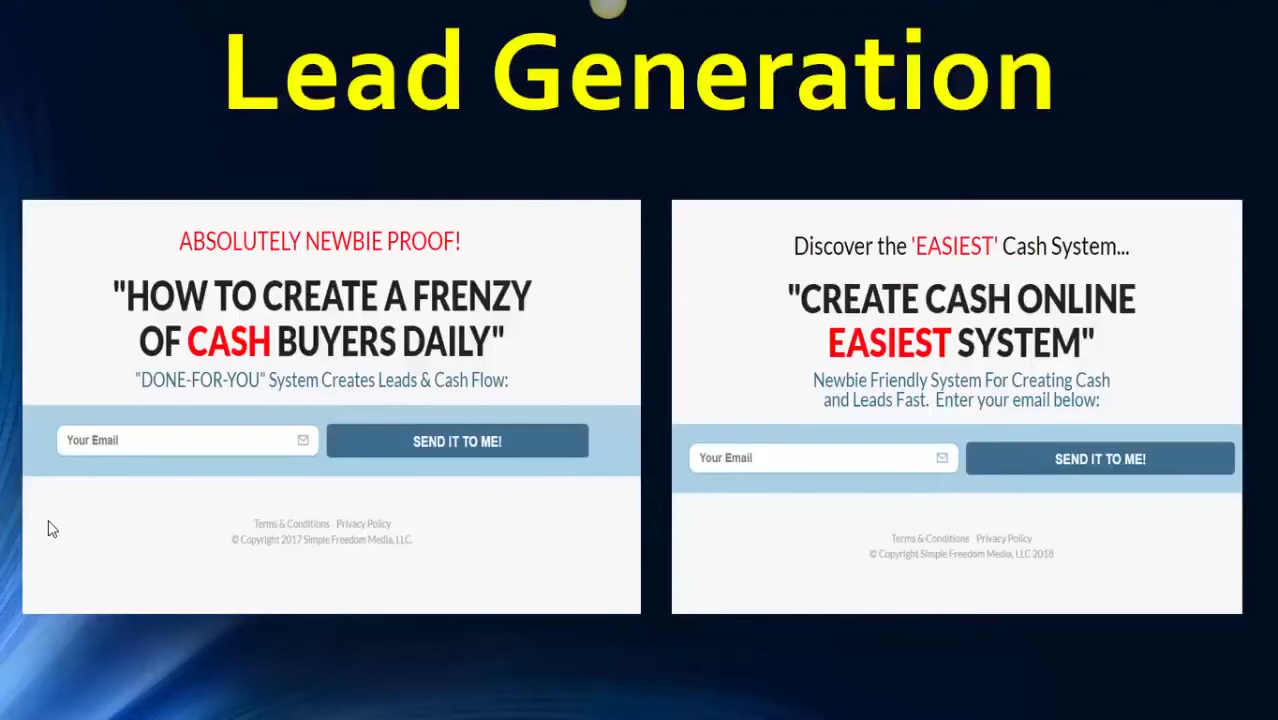 Lead Generation
ABSOLUTELY NEWBIE PROOF!
"HOW TO CREATE A FRENZY
OF CASH BUYERS DAILY"
"DONE-FOR-YOU" System Creates Leads & Cash Flow:
Your Email
SEND IT TO ME!
Terms & Conditions Privacy Policy
© Copyright 2017 Simple Freedom Media, LLC.
Discover the 'EASIEST' Cash System...
"CREATE CASH ONLINE
EASIEST SYSTEM"
Newbie Friendly System For Creating Cash
and Leads Fast. Enter your email below:
Your Email
SEND IT TO ME!
Terms & Conditions Privacy Policy
© Copyright Simple Freedom Media, LLC 2018